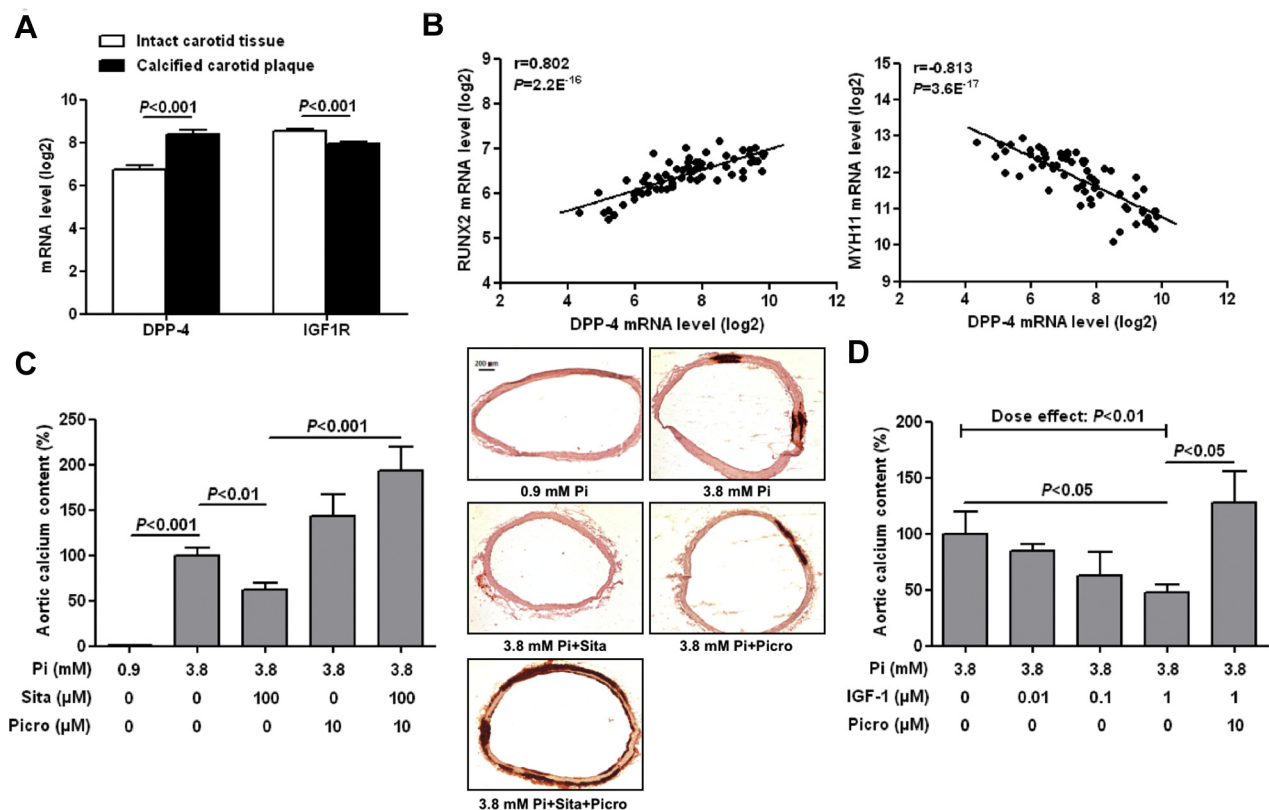 A
Intact carotid tissue
Calcified carotid plaque
mRNA level (log2)
10
8
6
4
2
0
P<0.001
P<0.001
DPP-4
IGF1R
B
RUNX2 mRNA level (log2)
9
8
7
6
5
4
r=0.802
P=2.2E-16
2
4
6
8
10
12
DPP-4 mRNA level (log2)
MYH11 mRNA level (log2)
15
14
13
12
11
10
9
r=-0.813
P=3.6E-17
2
4
6
8
10
12
DPP-4 mRNA level (log2)
C
Aortic calcium content (%)
250
200
150
100
50
0
P<0.001
P<0.01
P<0.001
Pi (mM) 0.9 3.8 3.8 3.8 3.8
Sita (µM) 0 0 100 0 100
Picro (µM) 0 0 0 10 10
200 µm
0.9 mM Pi
3.8 mM Pi
3.8 mM Pi+Sita
3.8 mM Pi+Picro
3.8 mM Pi+Sita+Picro
D
Aortic calcium content (%)
200
150
100
50
0
Dose effect: P<0.01
P<0.05
P<0.05
Pi (mM) 3.8 3.8 3.8 3.8 3.8
IGF-1 (µM) 0 0.01 0.1 1 1
Picro (µM) 0 0 0 0 10